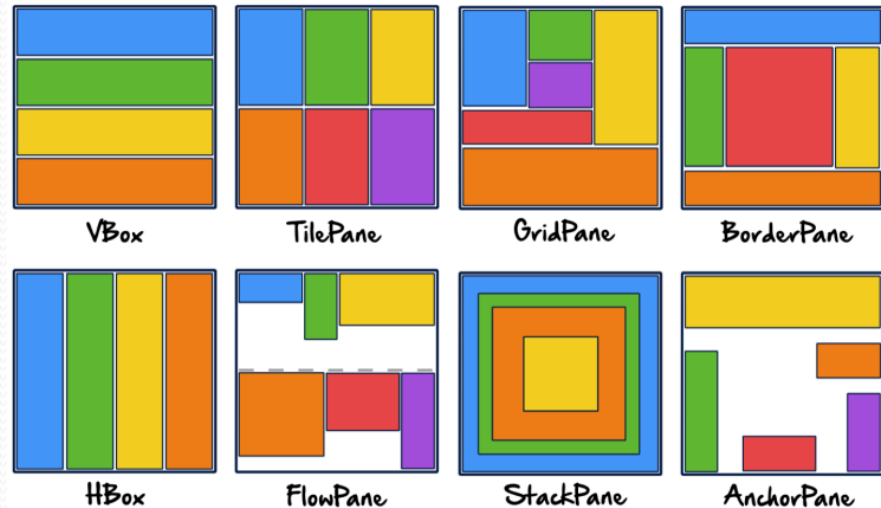 VBox
TilePane
GridPane
BorderPane
HBox
FlowPane
StackPane
AnchorPane